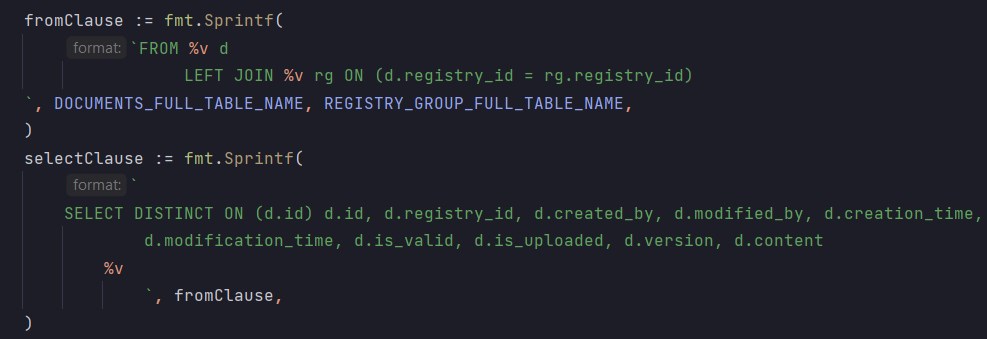 fromClause := fmt.Sprintf(
format: `FROM %v d
LEFT JOIN %v rg ON (d.registry_id = rg.registry_id)
`, DOCUMENTS_FULL_TABLE_NAME, REGISTRY_GROUP_FULL_TABLE_NAME,
)
selectClause := fmt.Sprintf(
format: `
SELECT DISTINCT ON (d.id) d.id, d.registry_id, d.created_by, d.modified_by, d.creation_time,
d.modification_time, d.is_valid, d.is_uploaded, d.version, d.content
%v
`, fromClause,
)